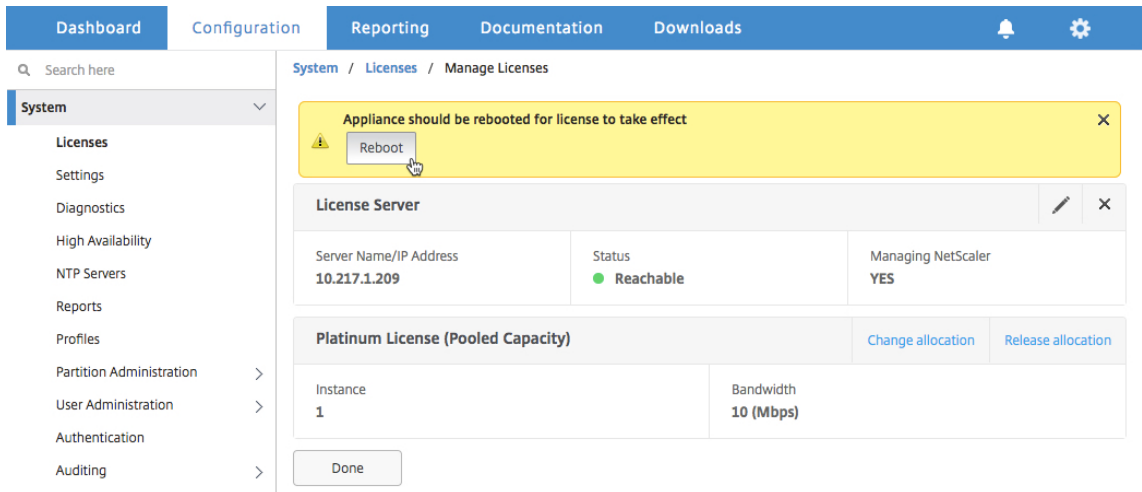 Dashboard Configuration Reporting Documentation Downloads
Search here
System
Licenses
Settings
Diagnostics
High Availability
NTP Servers
Reports
Profiles
Partition Administration
User Administration
Authentication
Auditing
System / Licenses / Manage Licenses
Appliance should be rebooted for license to take effect
Reboot
License Server
Server Name/IP Address Status Managing NetScaler
10.217.1.209 Reachable YES
Platinum License (Pooled Capacity) Change allocation Release allocation
Instance Bandwidth
1 10 (Mbps)
Done